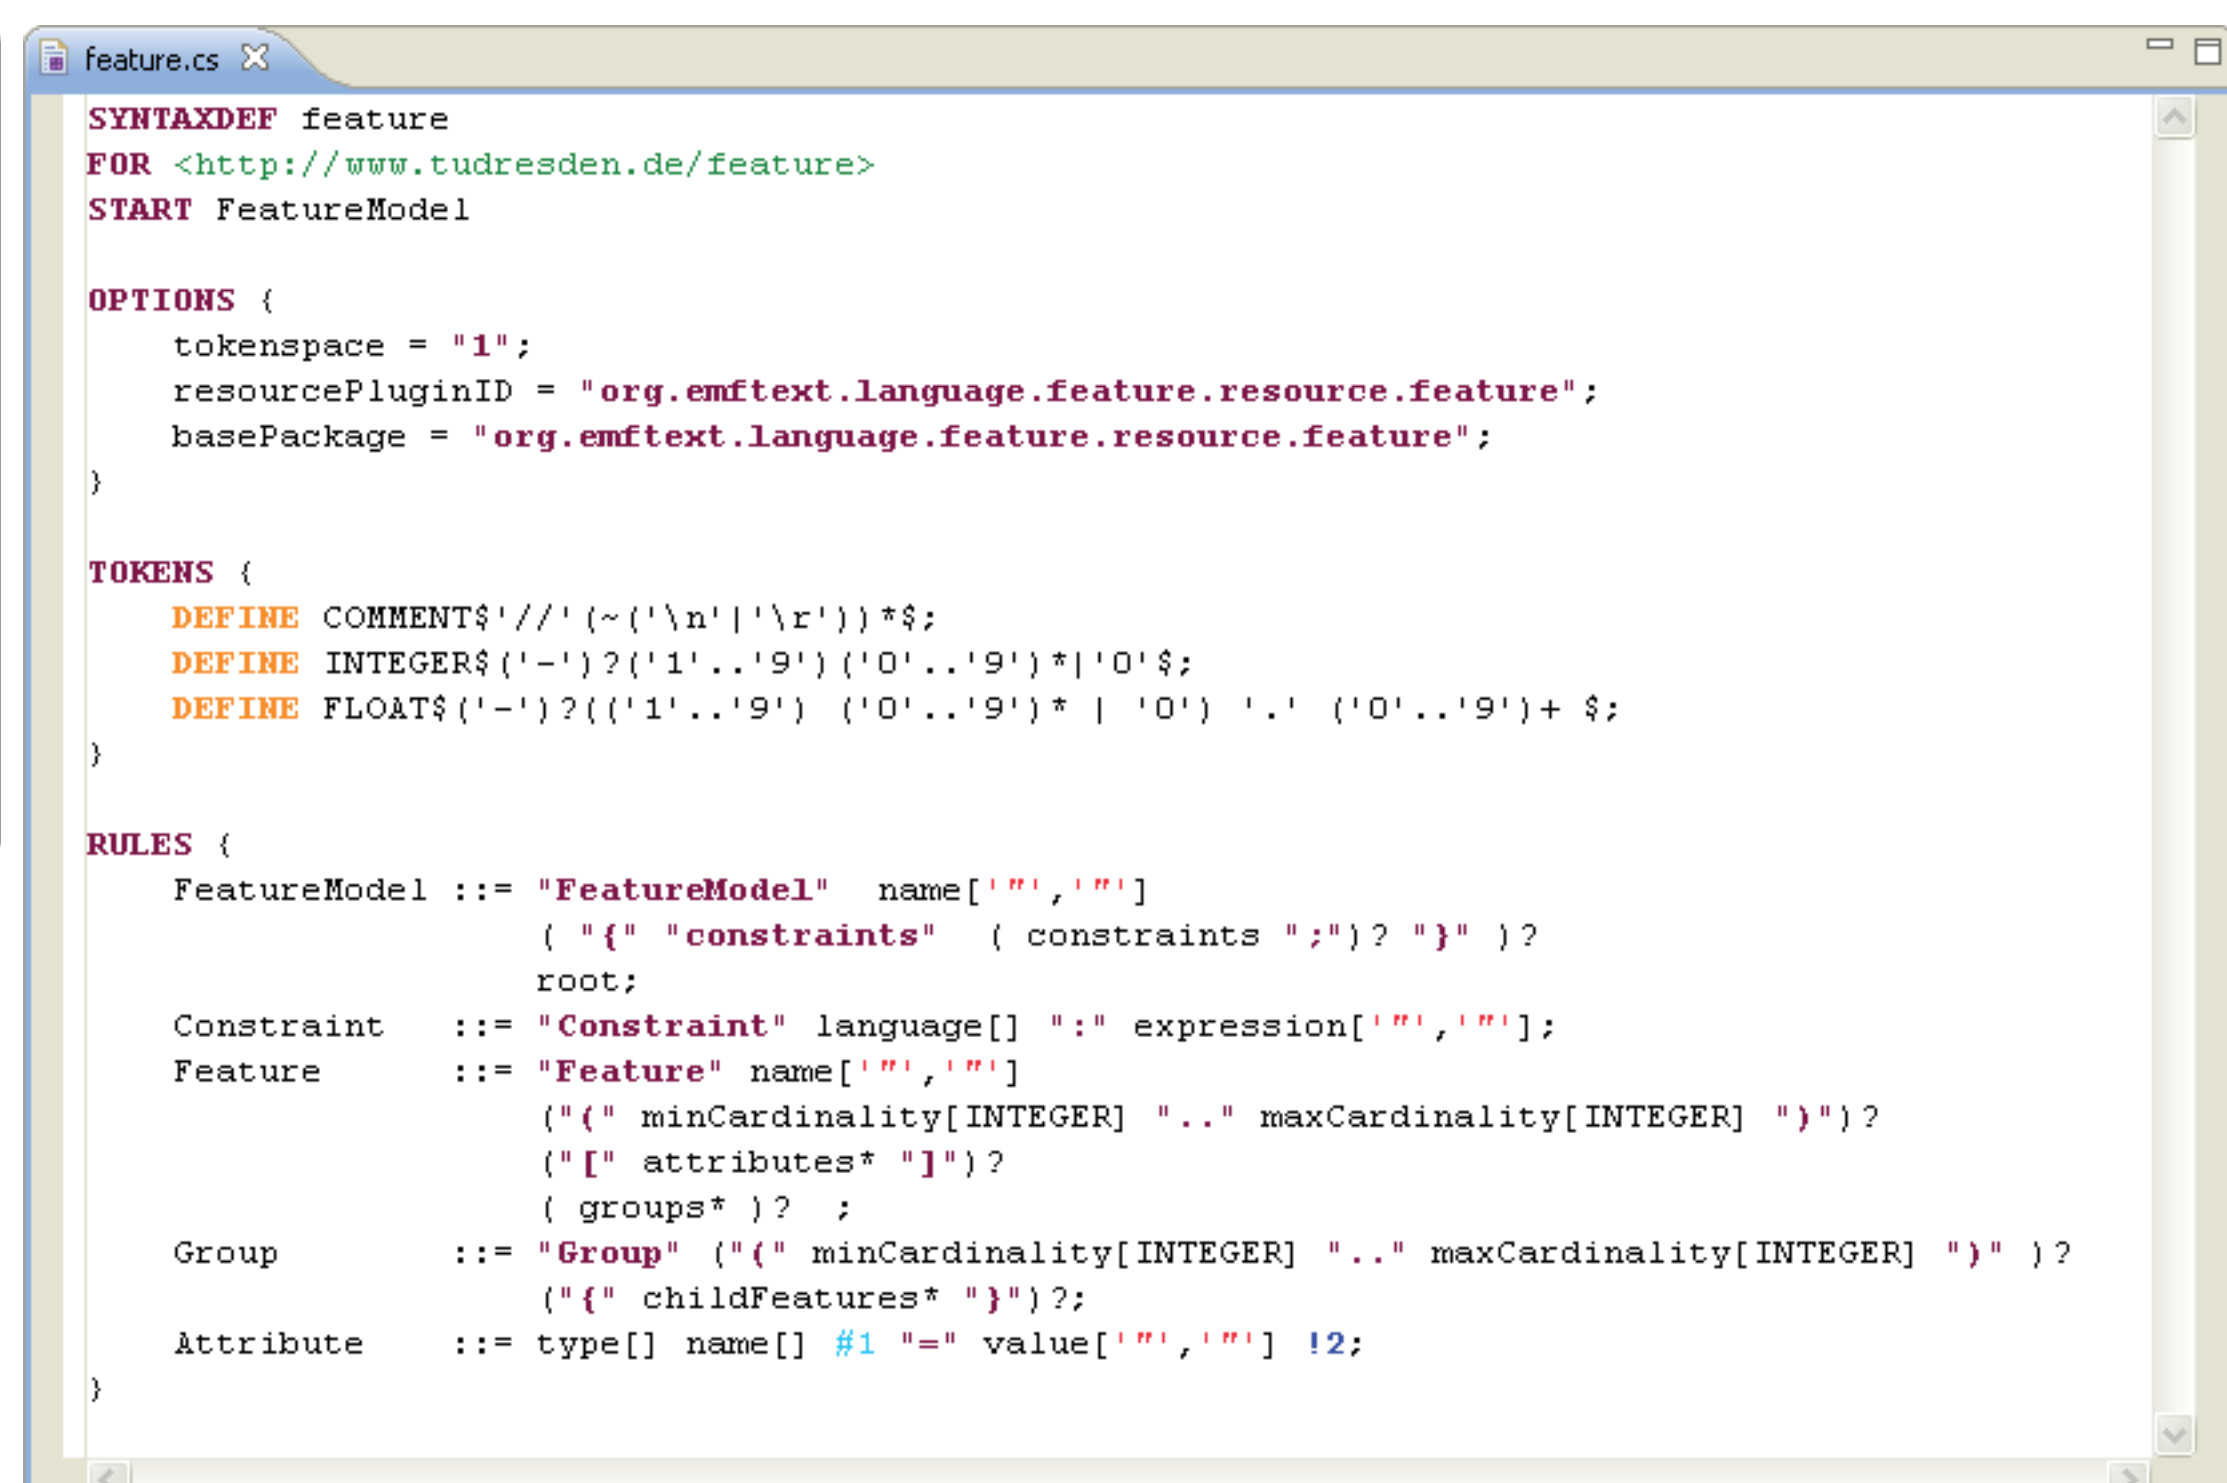 feature.cs
SYNTAXDEF feature
FOR <http://www.tudresden.de/feature>
START FeatureModel
OPTIONS {
tokenspace = "1";
resourcePluginID = "org.emftext.language.feature.resource.feature";
basePackage = "org.emftext.language.feature.resource.feature";
}
TOKENS {
DEFINE COMMENT$'//'(~('\n'|'\r'))*$;
DEFINE INTEGER$('-')?('1'..'9')('0'..'9')*|'0'$;
DEFINE FLOAT$('-')?(('1'..'9') ('0'..'9')* | '0') '.' ('0'..'9')+ $;
}
RULES {
FeatureModel ::= "FeatureModel" name['"','"']
( "{" "constraints" ( constraints ";")? "}" )?
root;
Constraint ::= "Constraint" language[] ":" expression['"','"'];
Feature ::= "Feature" name['"','"']
("(" minCardinality[INTEGER] ".." maxCardinality[INTEGER] ")")?
("[" attributes* "]")?
( groups* )? ;
Group ::= "Group" ("(" minCardinality[INTEGER] ".." maxCardinality[INTEGER] ")" )?
("{" childFeatures* "}")?;
Attribute ::= type[] name[] #1 "=" value['"','"'] !2;
}